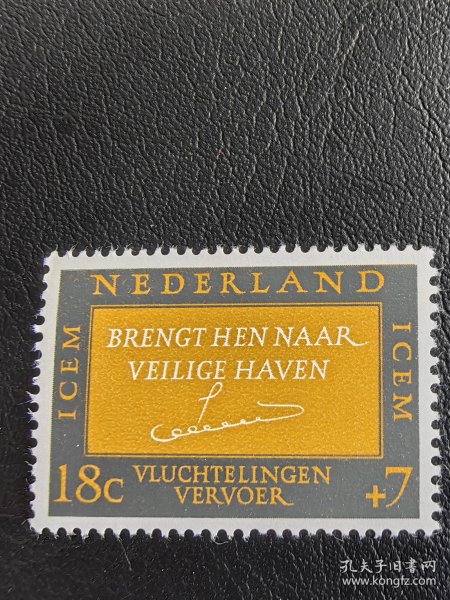 NEDERLAND
ICEM
BRENGT HEN NAAR
VEILIGE HAVEN
ICEM
18c
VLUCHTELINGEN
VERVOER
+7
孔夫子旧书网
www.kongfz.com